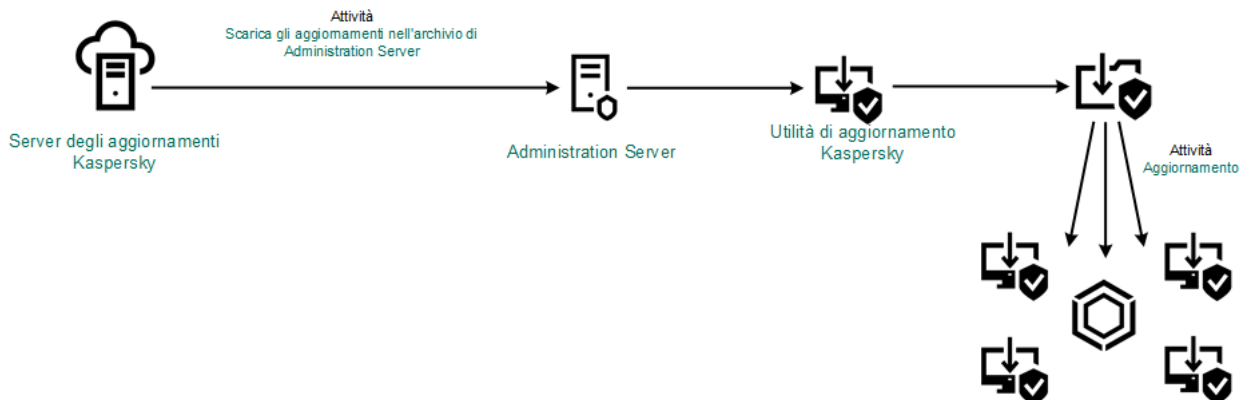 Attività
Scarica gli aggiornamenti nell'archivio di
Administration Server
Server degli aggiornamenti
Kaspersky
Administration Server
Utilità di aggiornamento
Kaspersky
Attività
Aggiornamento